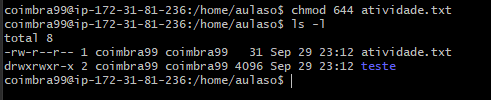 coimbra99@ip-172-31-81-236:/home/aulaso$ chmod 644 atividade.txt
coimbra99@ip-172-31-81-236:/home/aulaso$ ls -l
total 8
-rw-r--r-- 1 coimbra99 coimbra99   31 Sep 29 23:12 atividade.txt
drwxrwxr-x 2 coimbra99 coimbra99 4096 Sep 29 23:12 teste
coimbra99@ip-172-31-81-236:/home/aulaso$